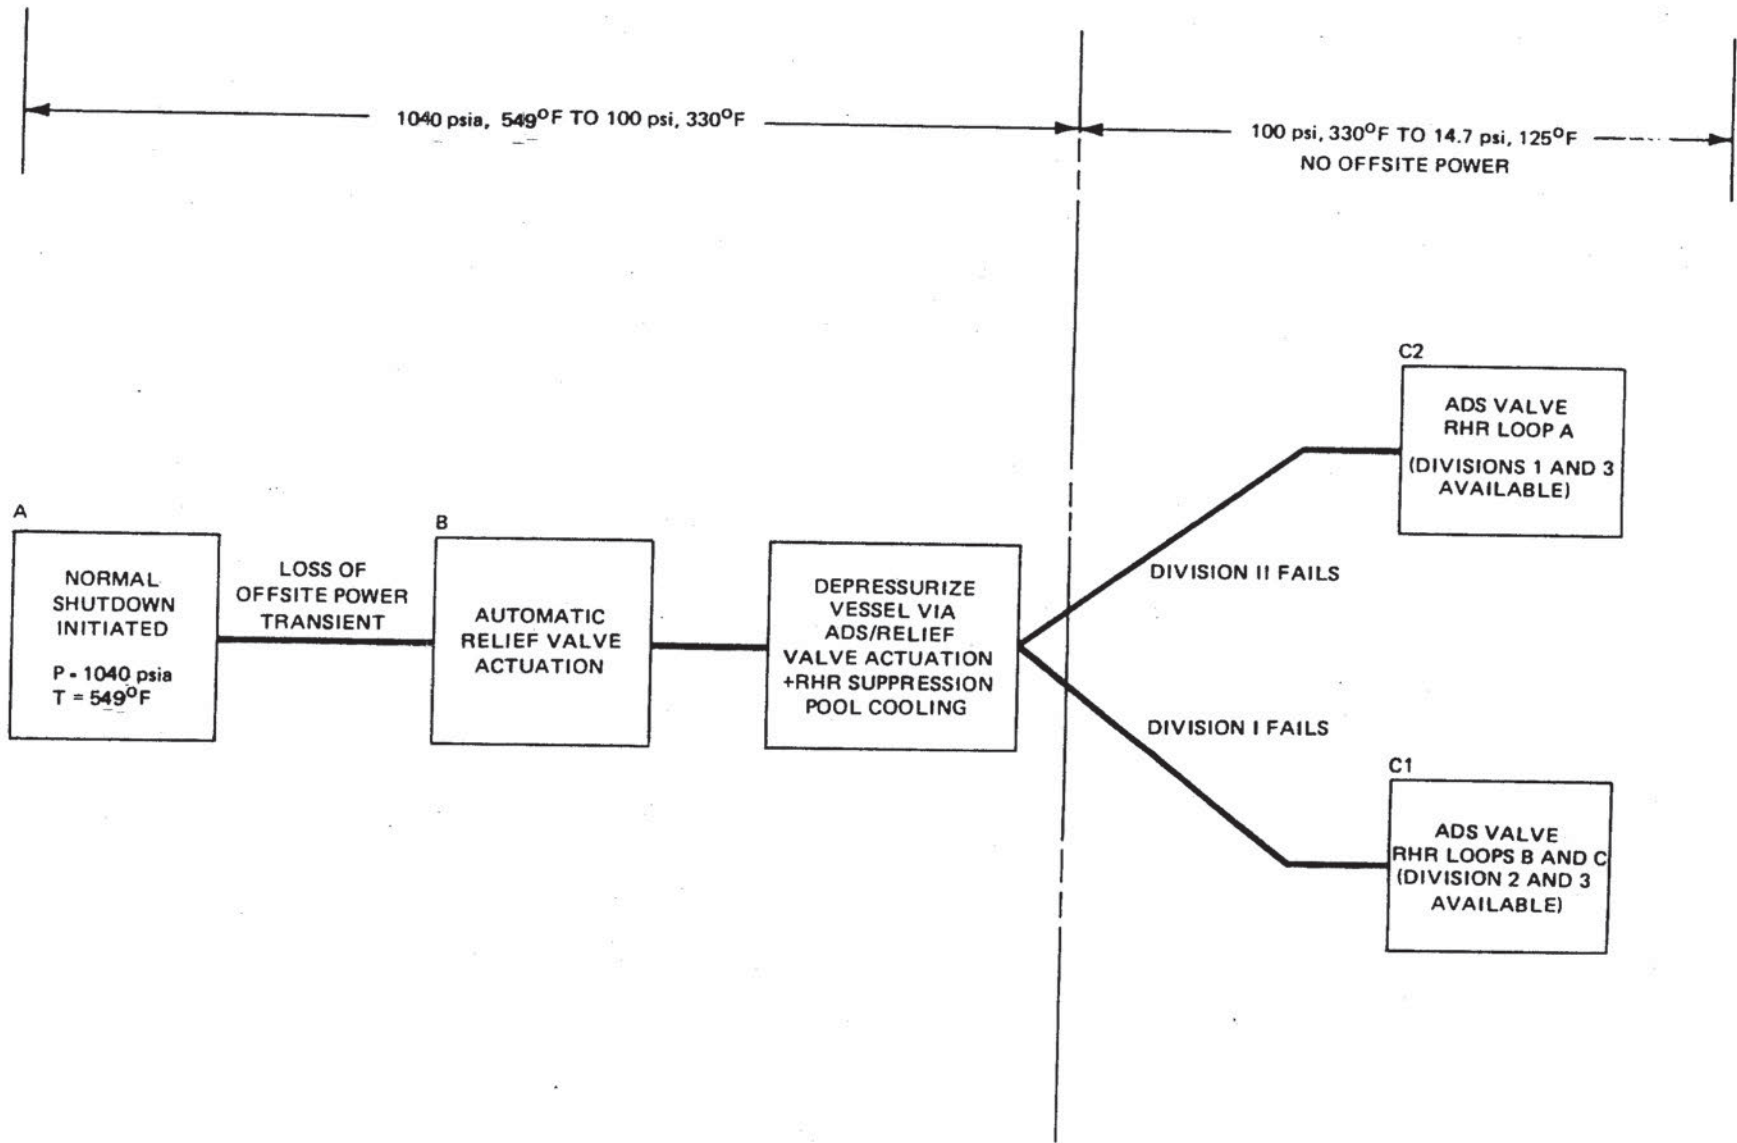 1040 psia, 549°F TO 100 psi, 330°F
100 psi, 330°F TO 14.7 psi, 125°F
NO OFFSITE POWER
A
NORMAL
SHUTDOWN
INITIATED
P - 1040 psia
T = 549°F
LOSS OF
OFFSITE POWER
TRANSIENT
B
AUTOMATIC
RELIEF VALVE
ACTUATION
DEPRESSURIZE
VESSEL VIA
ADS/RELIEF
VALVE ACTUATION
+RHR SUPPRESSION
POOL COOLING
DIVISION II FAILS
C2
ADS VALVE
RHR LOOP A
(DIVISIONS 1 AND 3
AVAILABLE)
DIVISION I FAILS
C1
ADS VALVE
RHR LOOPS B AND C
(DIVISION 2 AND 3
AVAILABLE)